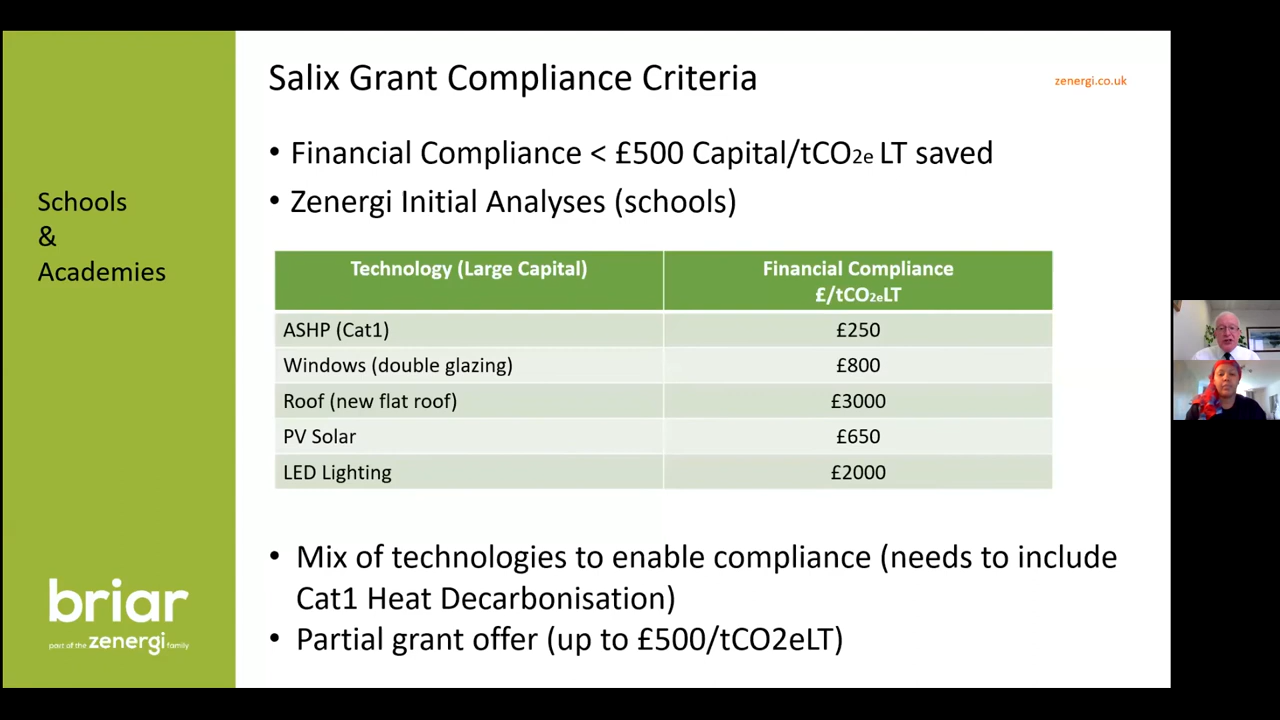 Salix Grant Compliance Criteria
zenergi.co.uk
• Financial Compliance < £500 Capital/tCO2e LT saved
• Zenergi Initial Analyses (schools)
Schools
&
Academies
Technology (Large Capital) Financial Compliance
£/tCO2eLT
ASHP (Cat1) £250
Windows (double glazing) £800
Roof (new flat roof) £3000
PV Solar £650
LED Lighting £2000
• Mix of technologies to enable compliance (needs to include
Cat1 Heat Decarbonisation)
• Partial grant offer (up to £500/tCO2eLT)
briar
part of the zenergi family